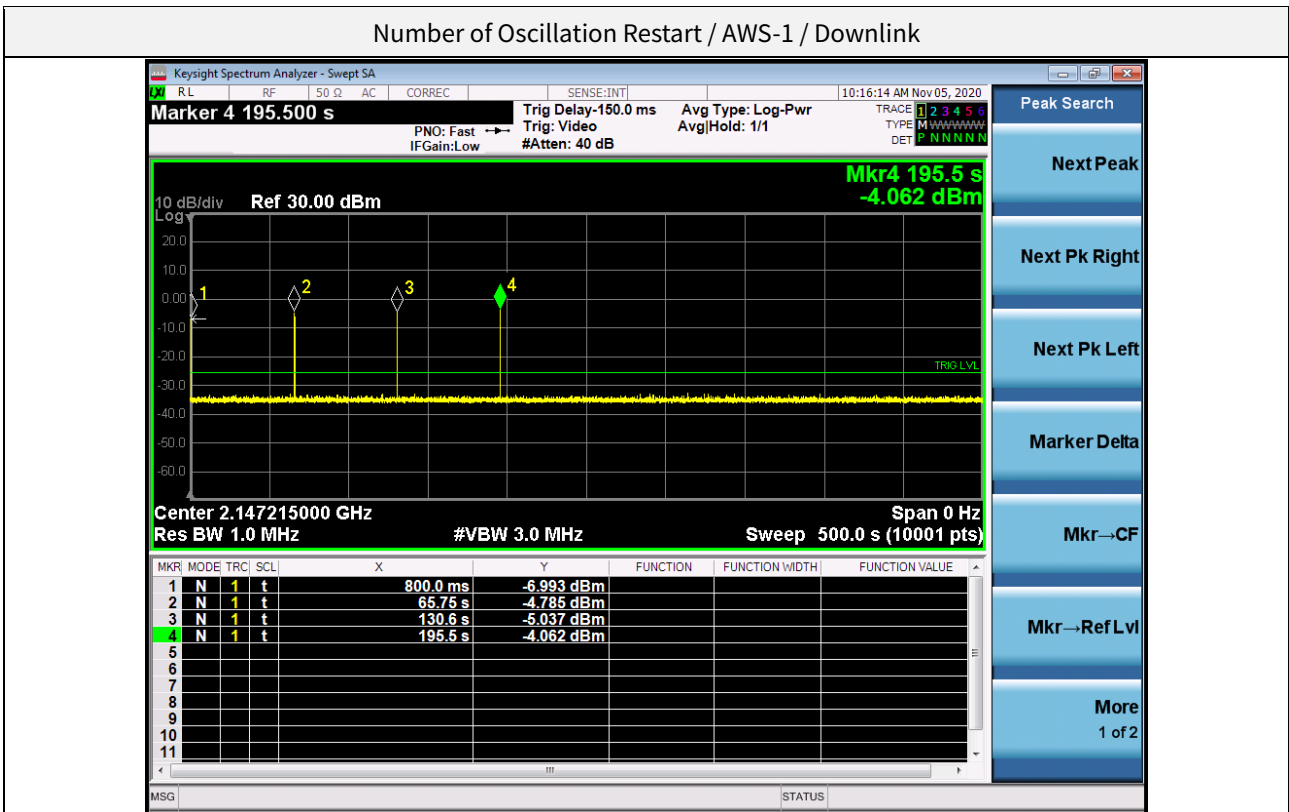 Number of Oscillation Restart / AWS-1 / Downlink
Keysight Spectrum Analyzer - Swept SA
LXI RL RF 50 Ω AC CORREC SENSE:INT 10:16:14 AM Nov 05, 2020
Marker 4 195.500 s
PNO: Fast
IFGain:Low
Trig Delay-150.0 ms
Trig: Video
#Atten: 40 dB
Avg Type: Log-Pwr
Avg|Hold: 1/1
TRACE 1 2 3 4 5 6
TYPE M WWWWW
DET P N N N N N
Peak Search
Next Peak
Next Pk Right
Next Pk Left
Marker Delta
Mkr→CF
Mkr→Ref Lvl
More
1 of 2
Mkr4 195.5 s
-4.062 dBm
10 dB/div Ref 30.00 dBm
Log
20.0
10.0
0.00
-10.0
-20.0
-30.0
-40.0
-50.0
-60.0
1
2
3
4
TRIG LVL
Center 2.147215000 GHz Span 0 Hz
Res BW 1.0 MHz #VBW 3.0 MHz Sweep 500.0 s (10001 pts)
MKR MODE TRC SCL X Y FUNCTION FUNCTION WIDTH FUNCTION VALUE
1 N 1 t 800.0 ms -6.993 dBm
2 N 1 t 65.75 s -4.785 dBm
3 N 1 t 130.6 s -5.037 dBm
4 N 1 t 195.5 s -4.062 dBm
5
6
7
8
9
10
11
MSG STATUS